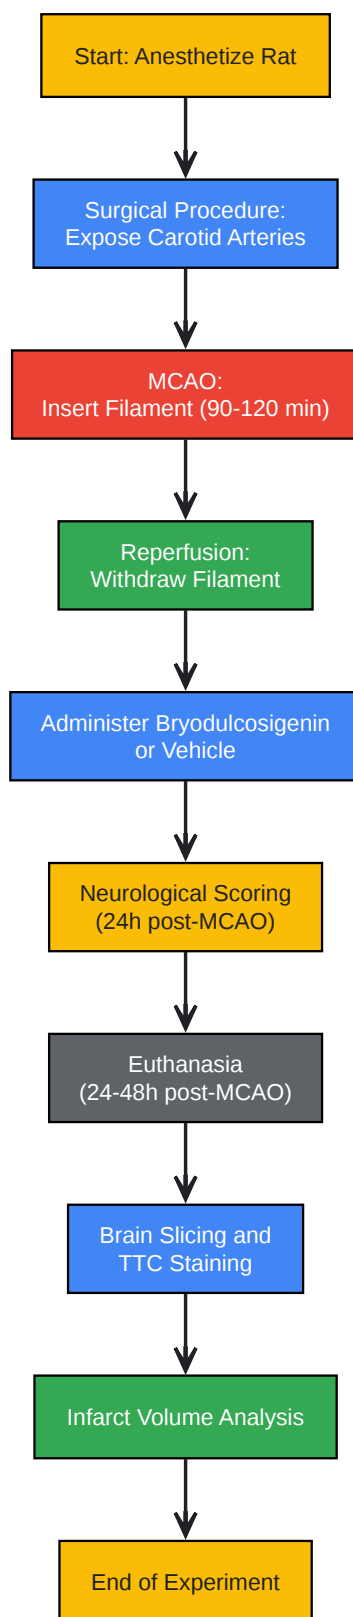 Start: Anesthetize Rat
Surgical Procedure:
Expose Carotid Arteries
MCAO:
Insert Filament (90-120 min)
Reperfusion:
Withdraw Filament
Administer Bryodulcosigenin
or Vehicle
Neurological Scoring
(24h post-MCAO)
Euthanasia
(24-48h post-MCAO)
Brain Slicing and
TTC Staining
Infarct Volume Analysis
End of Experiment